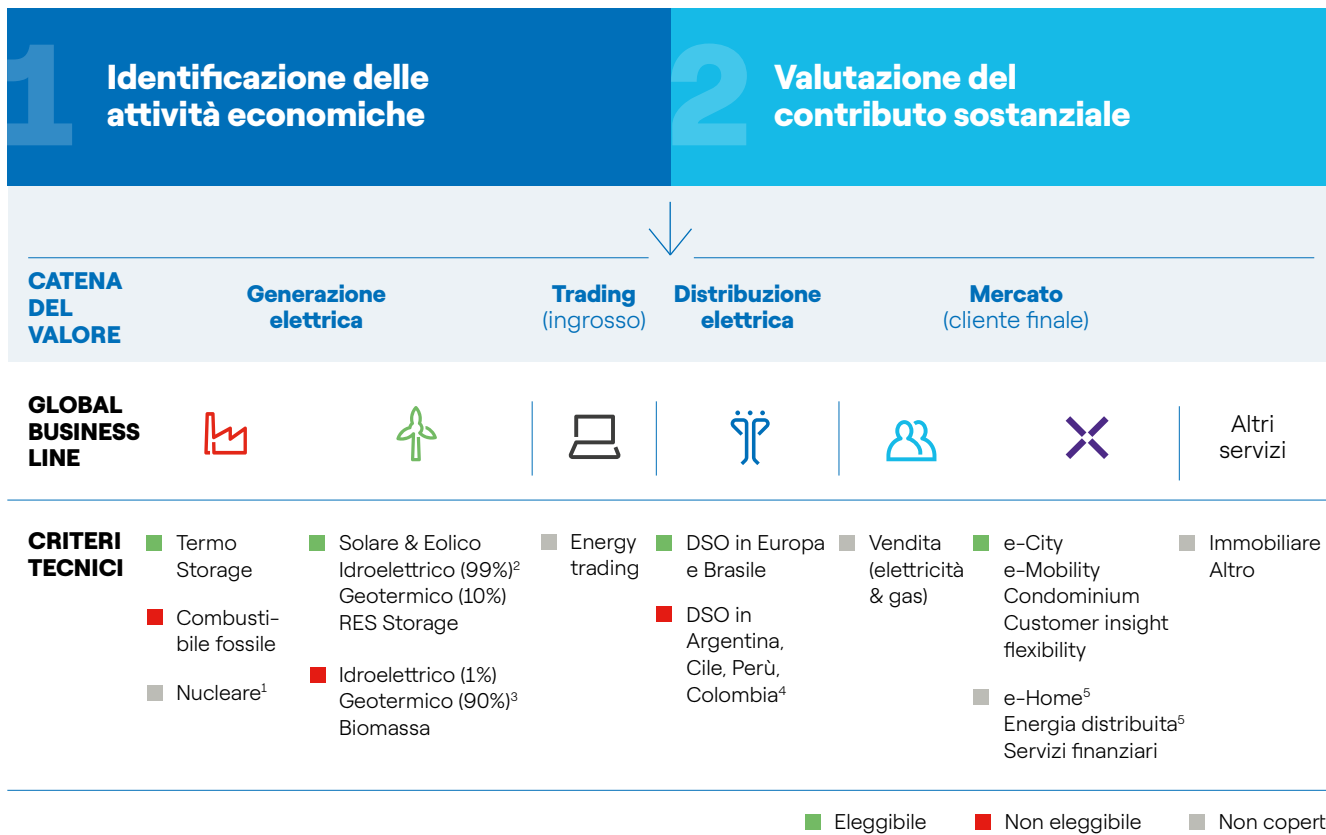 1
Identificazione delle
attività economiche
2
Valutazione del
contributo sostanziale
CATENA
DEL
VALORE
Generazione
elettrica
Trading
(ingrosso)
Distribuzione
elettrica
Mercato
(cliente finale)
GLOBAL
BUSINESS
LINE
Altri
servizi
CRITERI
TECNICI
Termo
Storage
Combusti-
bile fossile
Nucleare¹
Solare & Eolico
Idroelettrico (99%)²
Geotermico (10%)
RES Storage
Idroelettrico (1%)
Geotermico (90%)³
Biomassa
Energy
trading
DSO in Europa
e Brasile
DSO in
Argentina,
Cile, Perù,
Colombia⁴
Vendita
(elettricità
& gas)
e-City
e-Mobility
Condominium
Customer insight
flexibility
e-Home⁵
Energia distribuita⁵
Servizi finanziari
Immobiliare
Altro
Eleggibile
Non eleggibile
Non copert